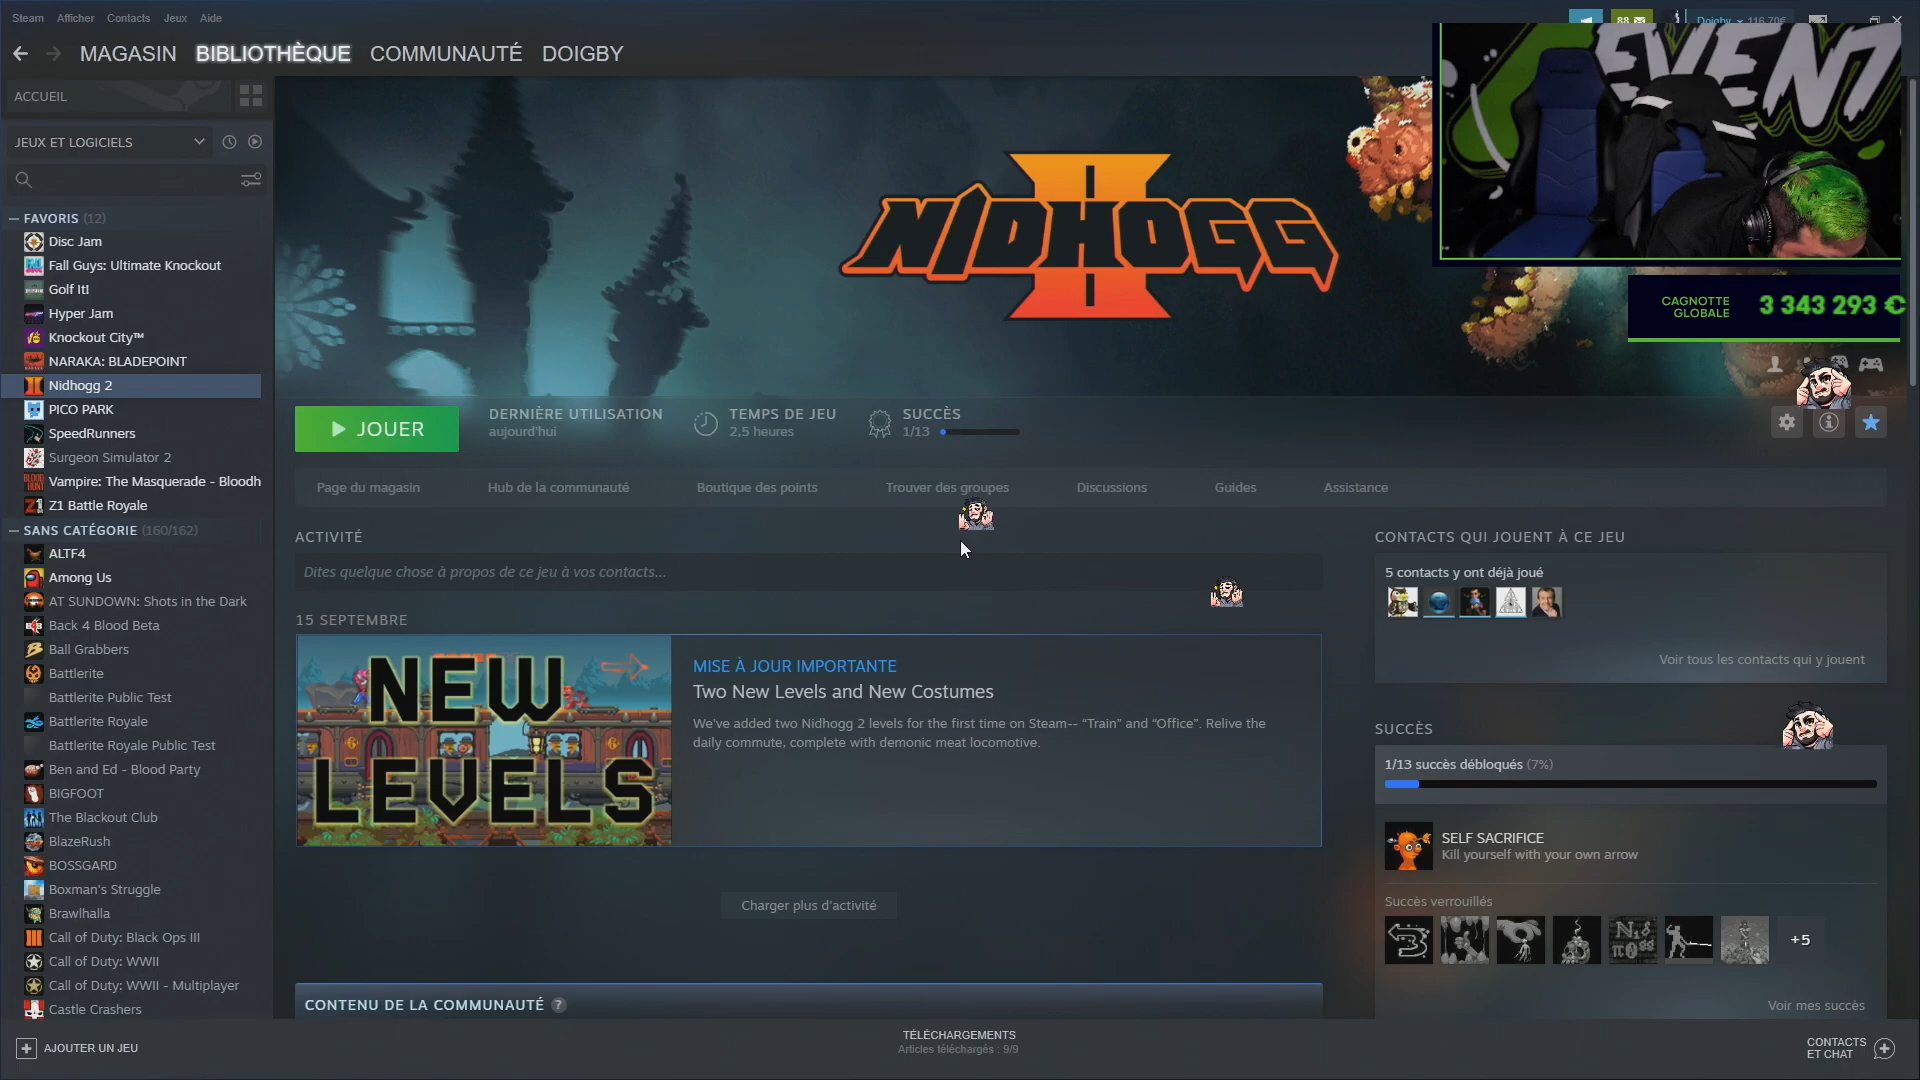 Steam Afficher Contacts Jeux Aide
88
Doigby 116,70€
MAGASIN BIBLIOTHÈQUE COMMUNAUTÉ DOIGBY
EVENT
ACCUEIL
JEUX ET LOGICIELS
FAVORIS (12)
Disc Jam
Fall Guys: Ultimate Knockout
Golf It!
Hyper Jam
Knockout City™
NARAKA: BLADEPOINT
Nidhogg 2
PICO PARK
SpeedRunners
Surgeon Simulator 2
Vampire: The Masquerade - Bloodh
Z1 Battle Royale
SANS CATÉGORIE (160/162)
ALTF4
Among Us
AT SUNDOWN: Shots in the Dark
Back 4 Blood Beta
Ball Grabbers
Battlerite
Battlerite Public Test
Battlerite Royale
Battlerite Royale Public Test
Ben and Ed - Blood Party
BIGFOOT
The Blackout Club
BlazeRush
BOSSGARD
Boxman's Struggle
Brawlhalla
Call of Duty: Black Ops III
Call of Duty: WWII
Call of Duty: WWII - Multiplayer
Castle Crashers
AJOUTER UN JEU
NIDHOGG
II
CAGNOTTE
GLOBALE
3 343 293 €
JOUER
DERNIÈRE UTILISATION
aujourd'hui
TEMPS DE JEU
2,5 heures
SUCCÈS
1/13
Page du magasin Hub de la communauté Boutique des points Trouver des groupes Discussions Guides Assistance
ACTIVITÉ
Dites quelque chose à propos de ce jeu à vos contacts...
15 SEPTEMBRE
NEW
LEVELS
MISE À JOUR IMPORTANTE
Two New Levels and New Costumes
We've added two Nidhogg 2 levels for the first time on Steam-- “Train” and “Office”. Relive the
daily commute, complete with demonic meat locomotive.
Charger plus d'activité
CONTENU DE LA COMMUNAUTÉ ?
CONTACTS QUI JOUENT À CE JEU
5 contacts y ont déjà joué
Voir tous les contacts qui y jouent
SUCCÈS
1/13 succès débloqués (7%)
SELF SACRIFICE
Kill yourself with your own arrow
Succès verrouillés
+5
Voir mes succès
TÉLÉCHARGEMENTS
Articles téléchargés : 9/9
CONTACTS
ET CHAT